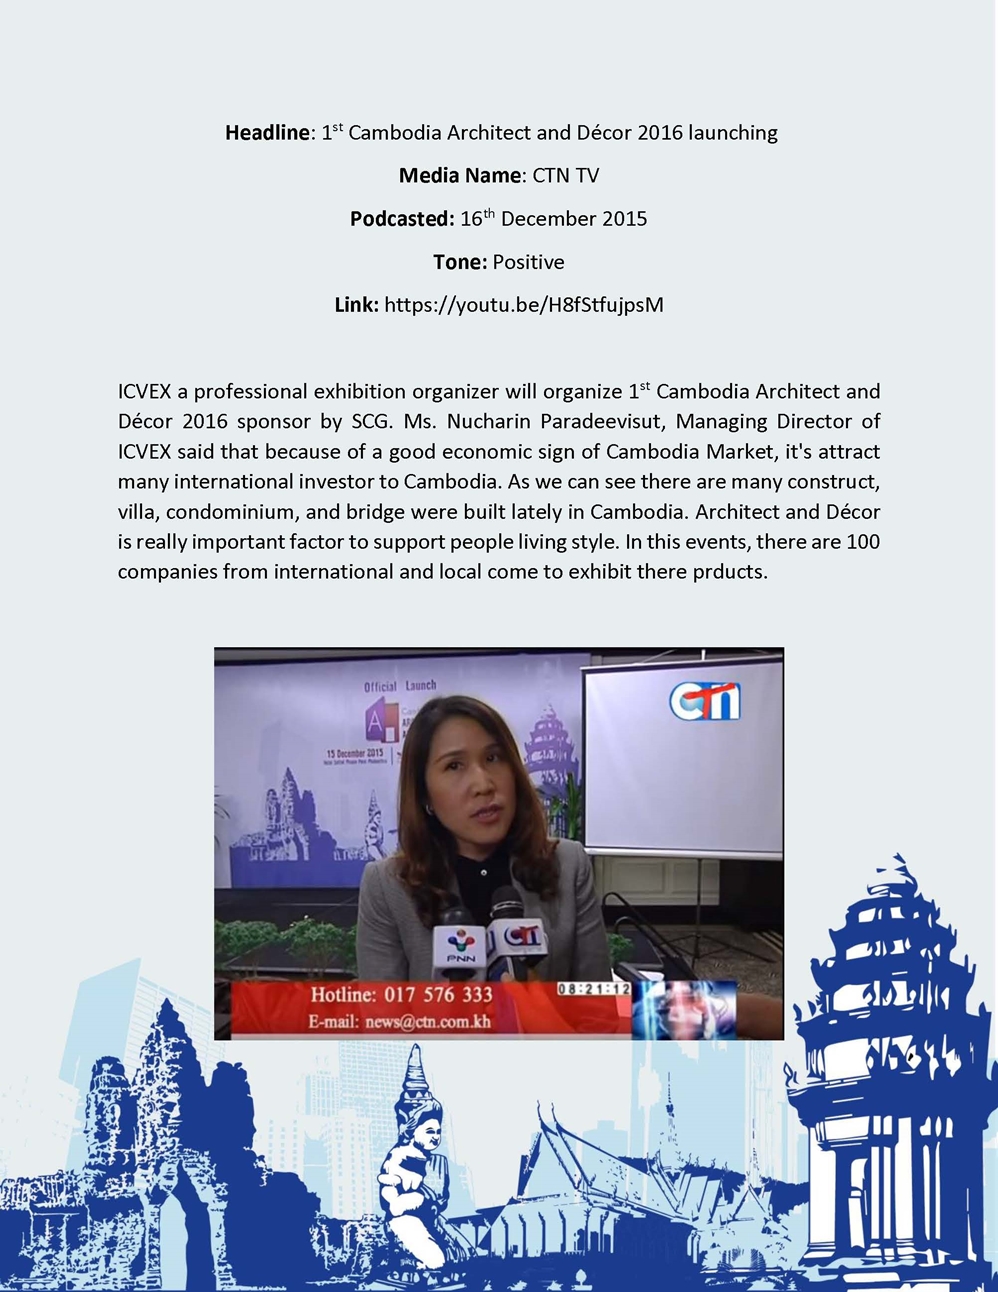 Headline: 1st Cambodia Architect and Décor 2016 launching
Media Name: CTN TV
Podcasted: 16th December 2015
Tone: Positive
Link: https://youtu.be/H8fStfujpsM
ICVEX a professional exhibition organizer will organize 1st Cambodia Architect and
Décor 2016 sponsor by SCG. Ms. Nucharin Paradeevisut, Managing Director of
ICVEX said that because of a good economic sign of Cambodia Market, it's attract
many international investor to Cambodia. As we can see there are many construct,
villa, condominium, and bridge were built lately in Cambodia. Architect and Décor
is really important factor to support people living style. In this events, there are 100
companies from international and local come to exhibit there prducts.
Official Launch
CTN
A
15 December 2015
PNN
CTN
Hotline: 017 576 333
08:21:12
E-mail: news@ctn.com.kh